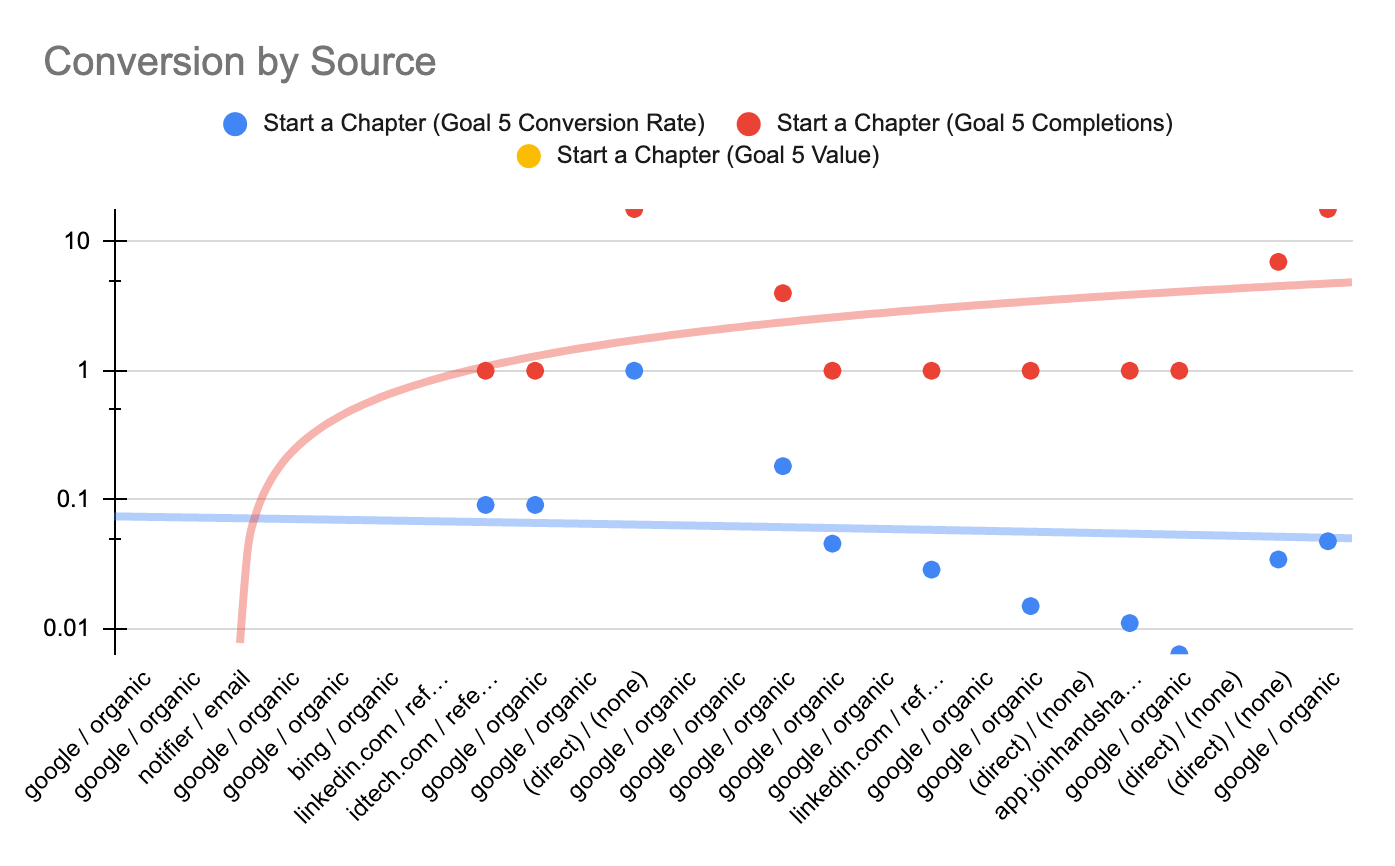 Conversion by Source
Start a Chapter (Goal 5 Conversion Rate)
Start a Chapter (Goal 5 Completions)
Start a Chapter (Goal 5 Value)
10
1
0.1
0.01
google / organic
google / organic
notifier / email
google / organic
google / organic
bing / organic
linkedin.com / ref…
idtech.com / refe…
google / organic
google / organic
(direct) / (none)
google / organic
google / organic
google / organic
google / organic
google / organic
linkedin.com / ref…
google / organic
google / organic
(direct) / (none)
app.joinhandsha…
google / organic
(direct) / (none)
(direct) / (none)
google / organic